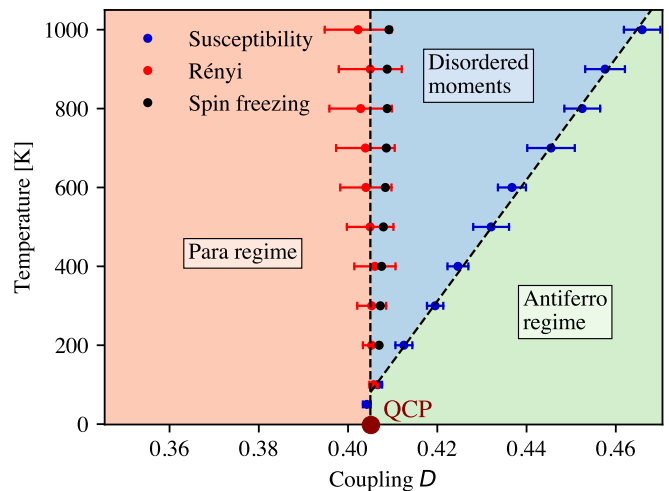 1000
800
600
400
200
0
Temperature [K]
Susceptibility
Rényi
Spin freezing
Disordered
moments
Para regime
Antiferro
regime
QCP
0.36
0.38
0.40
0.42
0.44
0.46
Coupling D